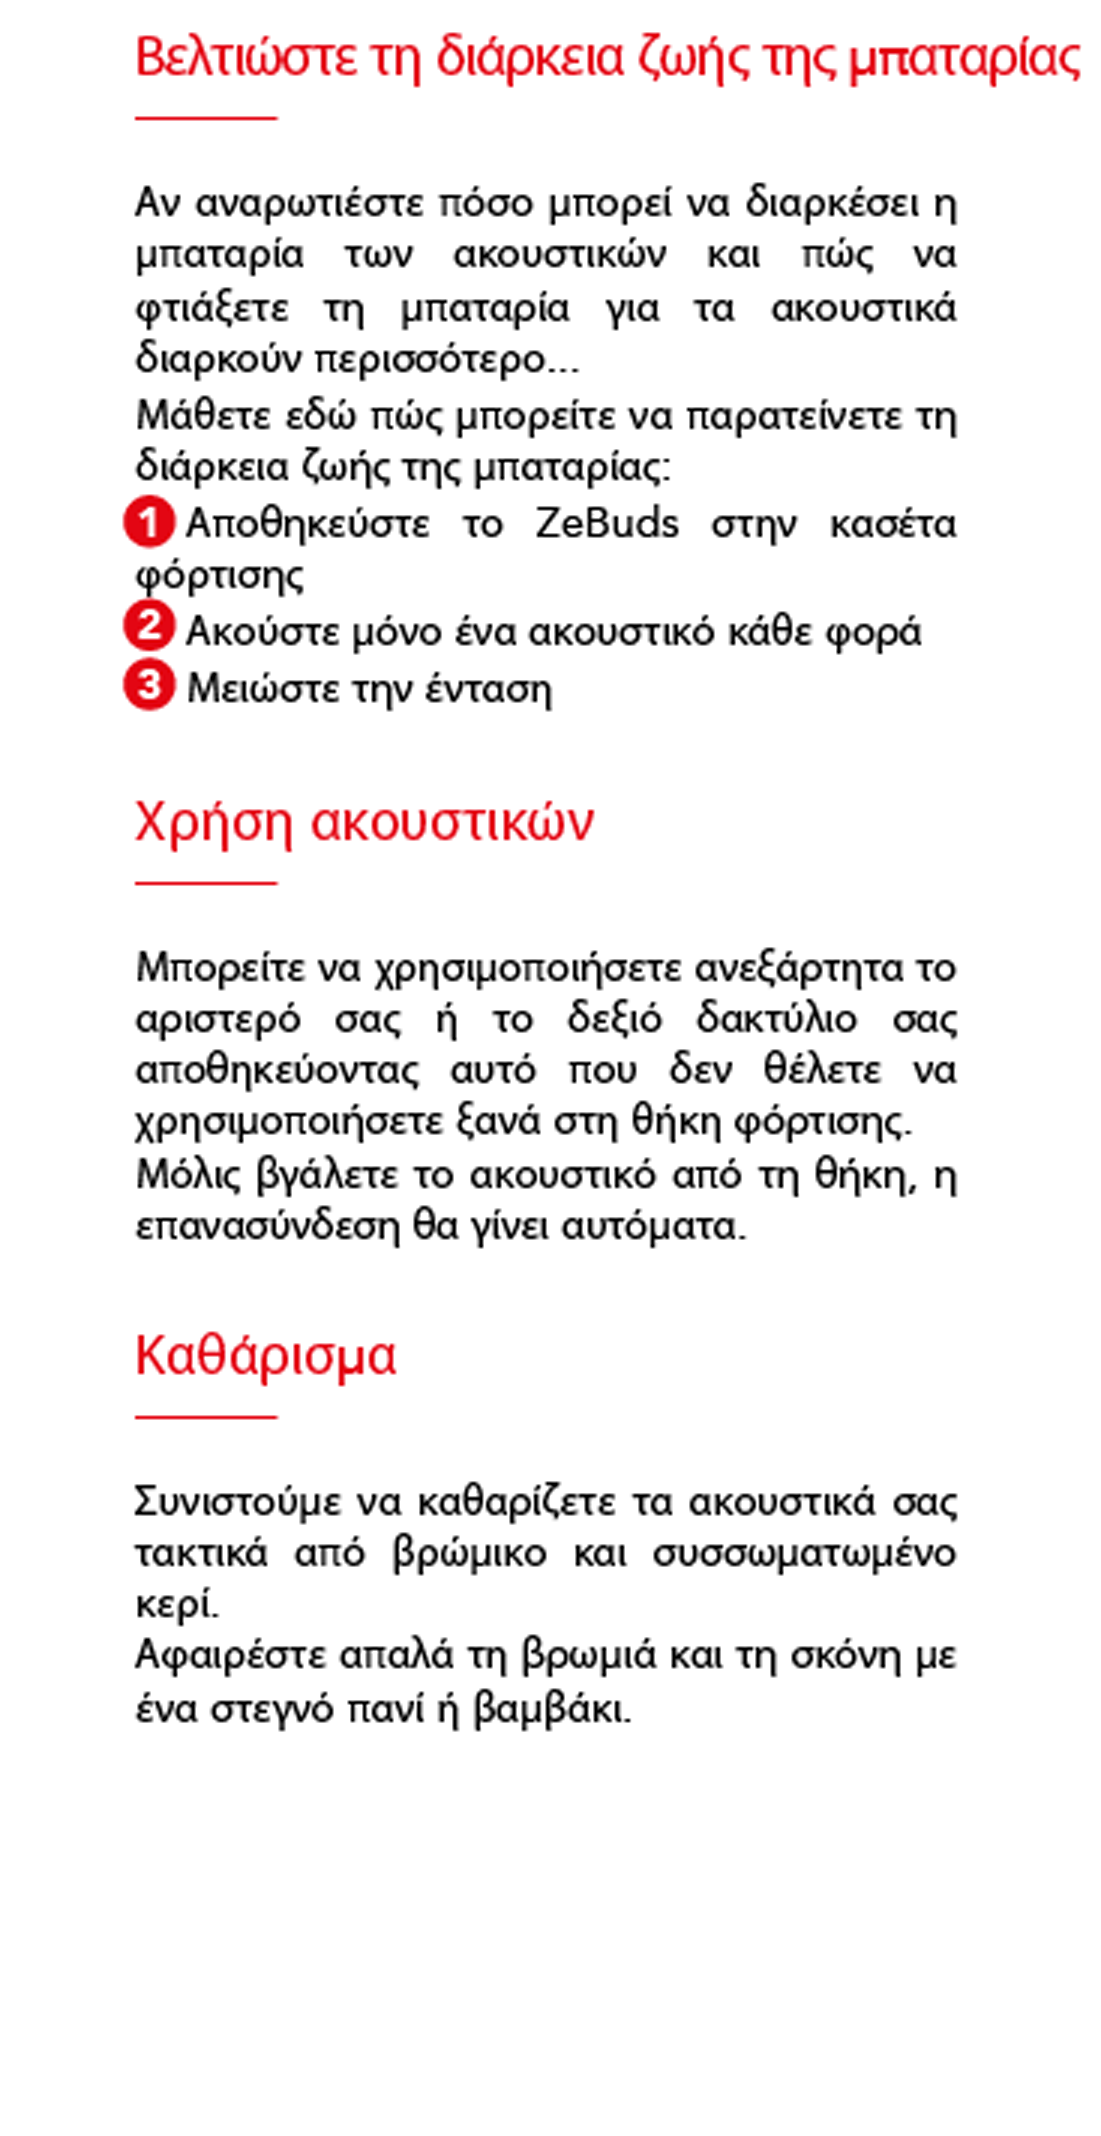 Βελτιώστε τη διάρκεια ζωής της μπαταρίας
Αν αναρωτιέστε πόσο μπορεί να διαρκέσει η
μπαταρία των ακουστικών και πώς να
φτιάξετε τη μπαταρία για τα ακουστικά
διαρκούν περισσότερο...
Μάθετε εδώ πώς μπορείτε να παρατείνετε τη
διάρκεια ζωής της μπαταρίας:
1 Αποθηκεύστε το ZeBuds στην κασέτα
φόρτισης
2 Ακούστε μόνο ένα ακουστικό κάθε φορά
3 Μειώστε την ένταση
Χρήση ακουστικών
Μπορείτε να χρησιμοποιήσετε ανεξάρτητα το
αριστερό σας ή το δεξιό δακτύλιο σας
αποθηκεύοντας αυτό που δεν θέλετε να
χρησιμοποιήσετε ξανά στη θήκη φόρτισης.
Μόλις βγάλετε το ακουστικό από τη θήκη, η
επανασύνδεση θα γίνει αυτόματα.
Καθάρισμα
Συνιστούμε να καθαρίζετε τα ακουστικά σας
τακτικά από βρώμικο και συσσωματωμένο
κερί.
Αφαιρέστε απαλά τη βρωμιά και τη σκόνη με
ένα στεγνό πανί ή βαμβάκι.